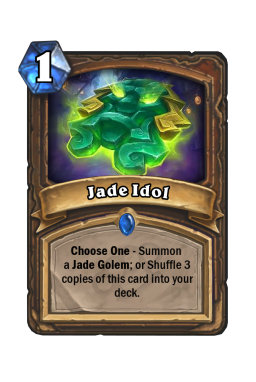 1
Jade Idol
Choose One - Summon
a Jade Golem; or Shuffle 3
copies of this card into your
deck.